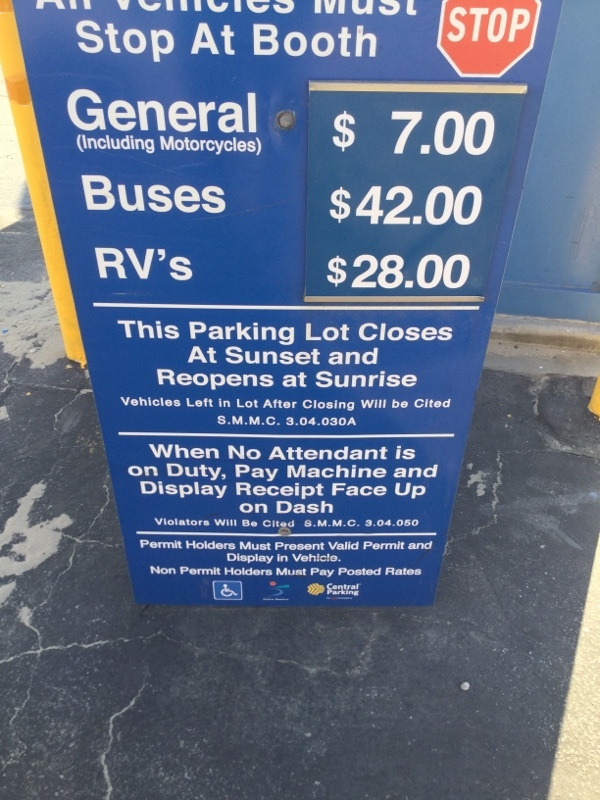 All Vehicles Must
Stop At Booth
STOP
General $ 7.00
(Including Motorcycles)
Buses $42.00
RV's $28.00
This Parking Lot Closes
At Sunset and
Reopens at Sunrise
Vehicles Left in Lot After Closing Will be Cited
S.M.M.C. 3.04.030A
When No Attendant is
on Duty, Pay Machine and
Display Receipt Face Up
on Dash
Violators Will Be Cited S.M.M.C. 3.04.050
Permit Holders Must Present Valid Permit and
Display in Vehicle.
Non Permit Holders Must Pay Posted Rates
Central
Parking